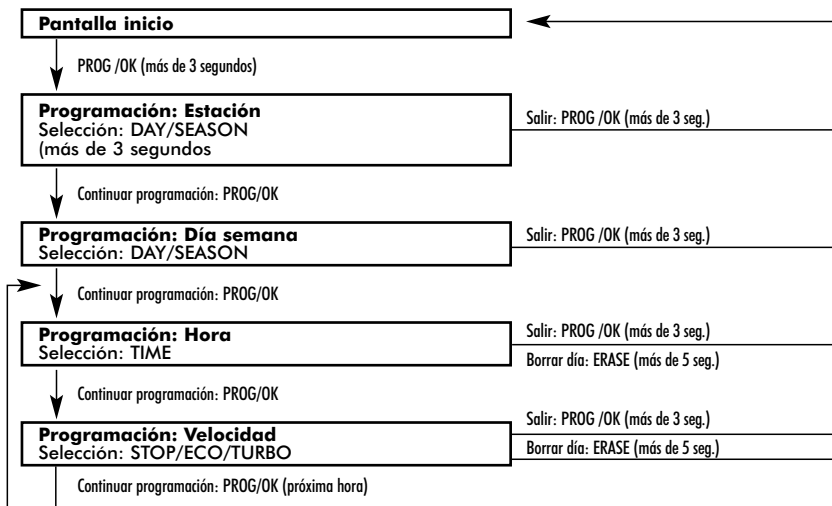 Pantalla inicio
PROG /OK (más de 3 segundos)
Programación: Estación
Selección: DAY/SEASON
(más de 3 segundos
Salir: PROG /OK (más de 3 seg.)
Continuar programación: PROG/OK
Programación: Día semana
Selección: DAY/SEASON
Salir: PROG /OK (más de 3 seg.)
Continuar programación: PROG/OK
Programación: Hora
Selección: TIME
Salir: PROG /OK (más de 3 seg.)
Borrar día: ERASE (más de 5 seg.)
Continuar programación: PROG/OK
Programación: Velocidad
Selección: STOP/ECO/TURBO
Salir: PROG /OK (más de 3 seg.)
Borrar día: ERASE (más de 5 seg.)
Continuar programación: PROG/OK (próxima hora)